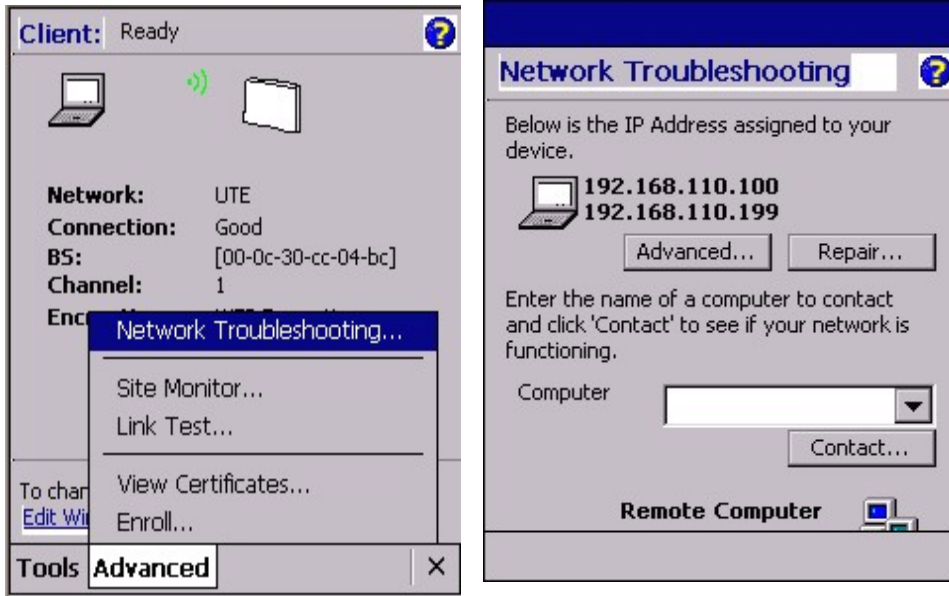 Client: Ready
Network: UTE
Connection: Good
BS: [00-0c-30-cc-04-bc]
Channel: 1
Network Troubleshooting...
Site Monitor...
Link Test...
View Certificates...
Enroll...
To chan
Edit Wi
Tools Advanced
Network Troubleshooting
Below is the IP Address assigned to your
device.
192.168.110.100
192.168.110.199
Advanced... Repair...
Enter the name of a computer to contact
and click 'Contact' to see if your network is
functioning.
Computer
Contact...
Remote Computer